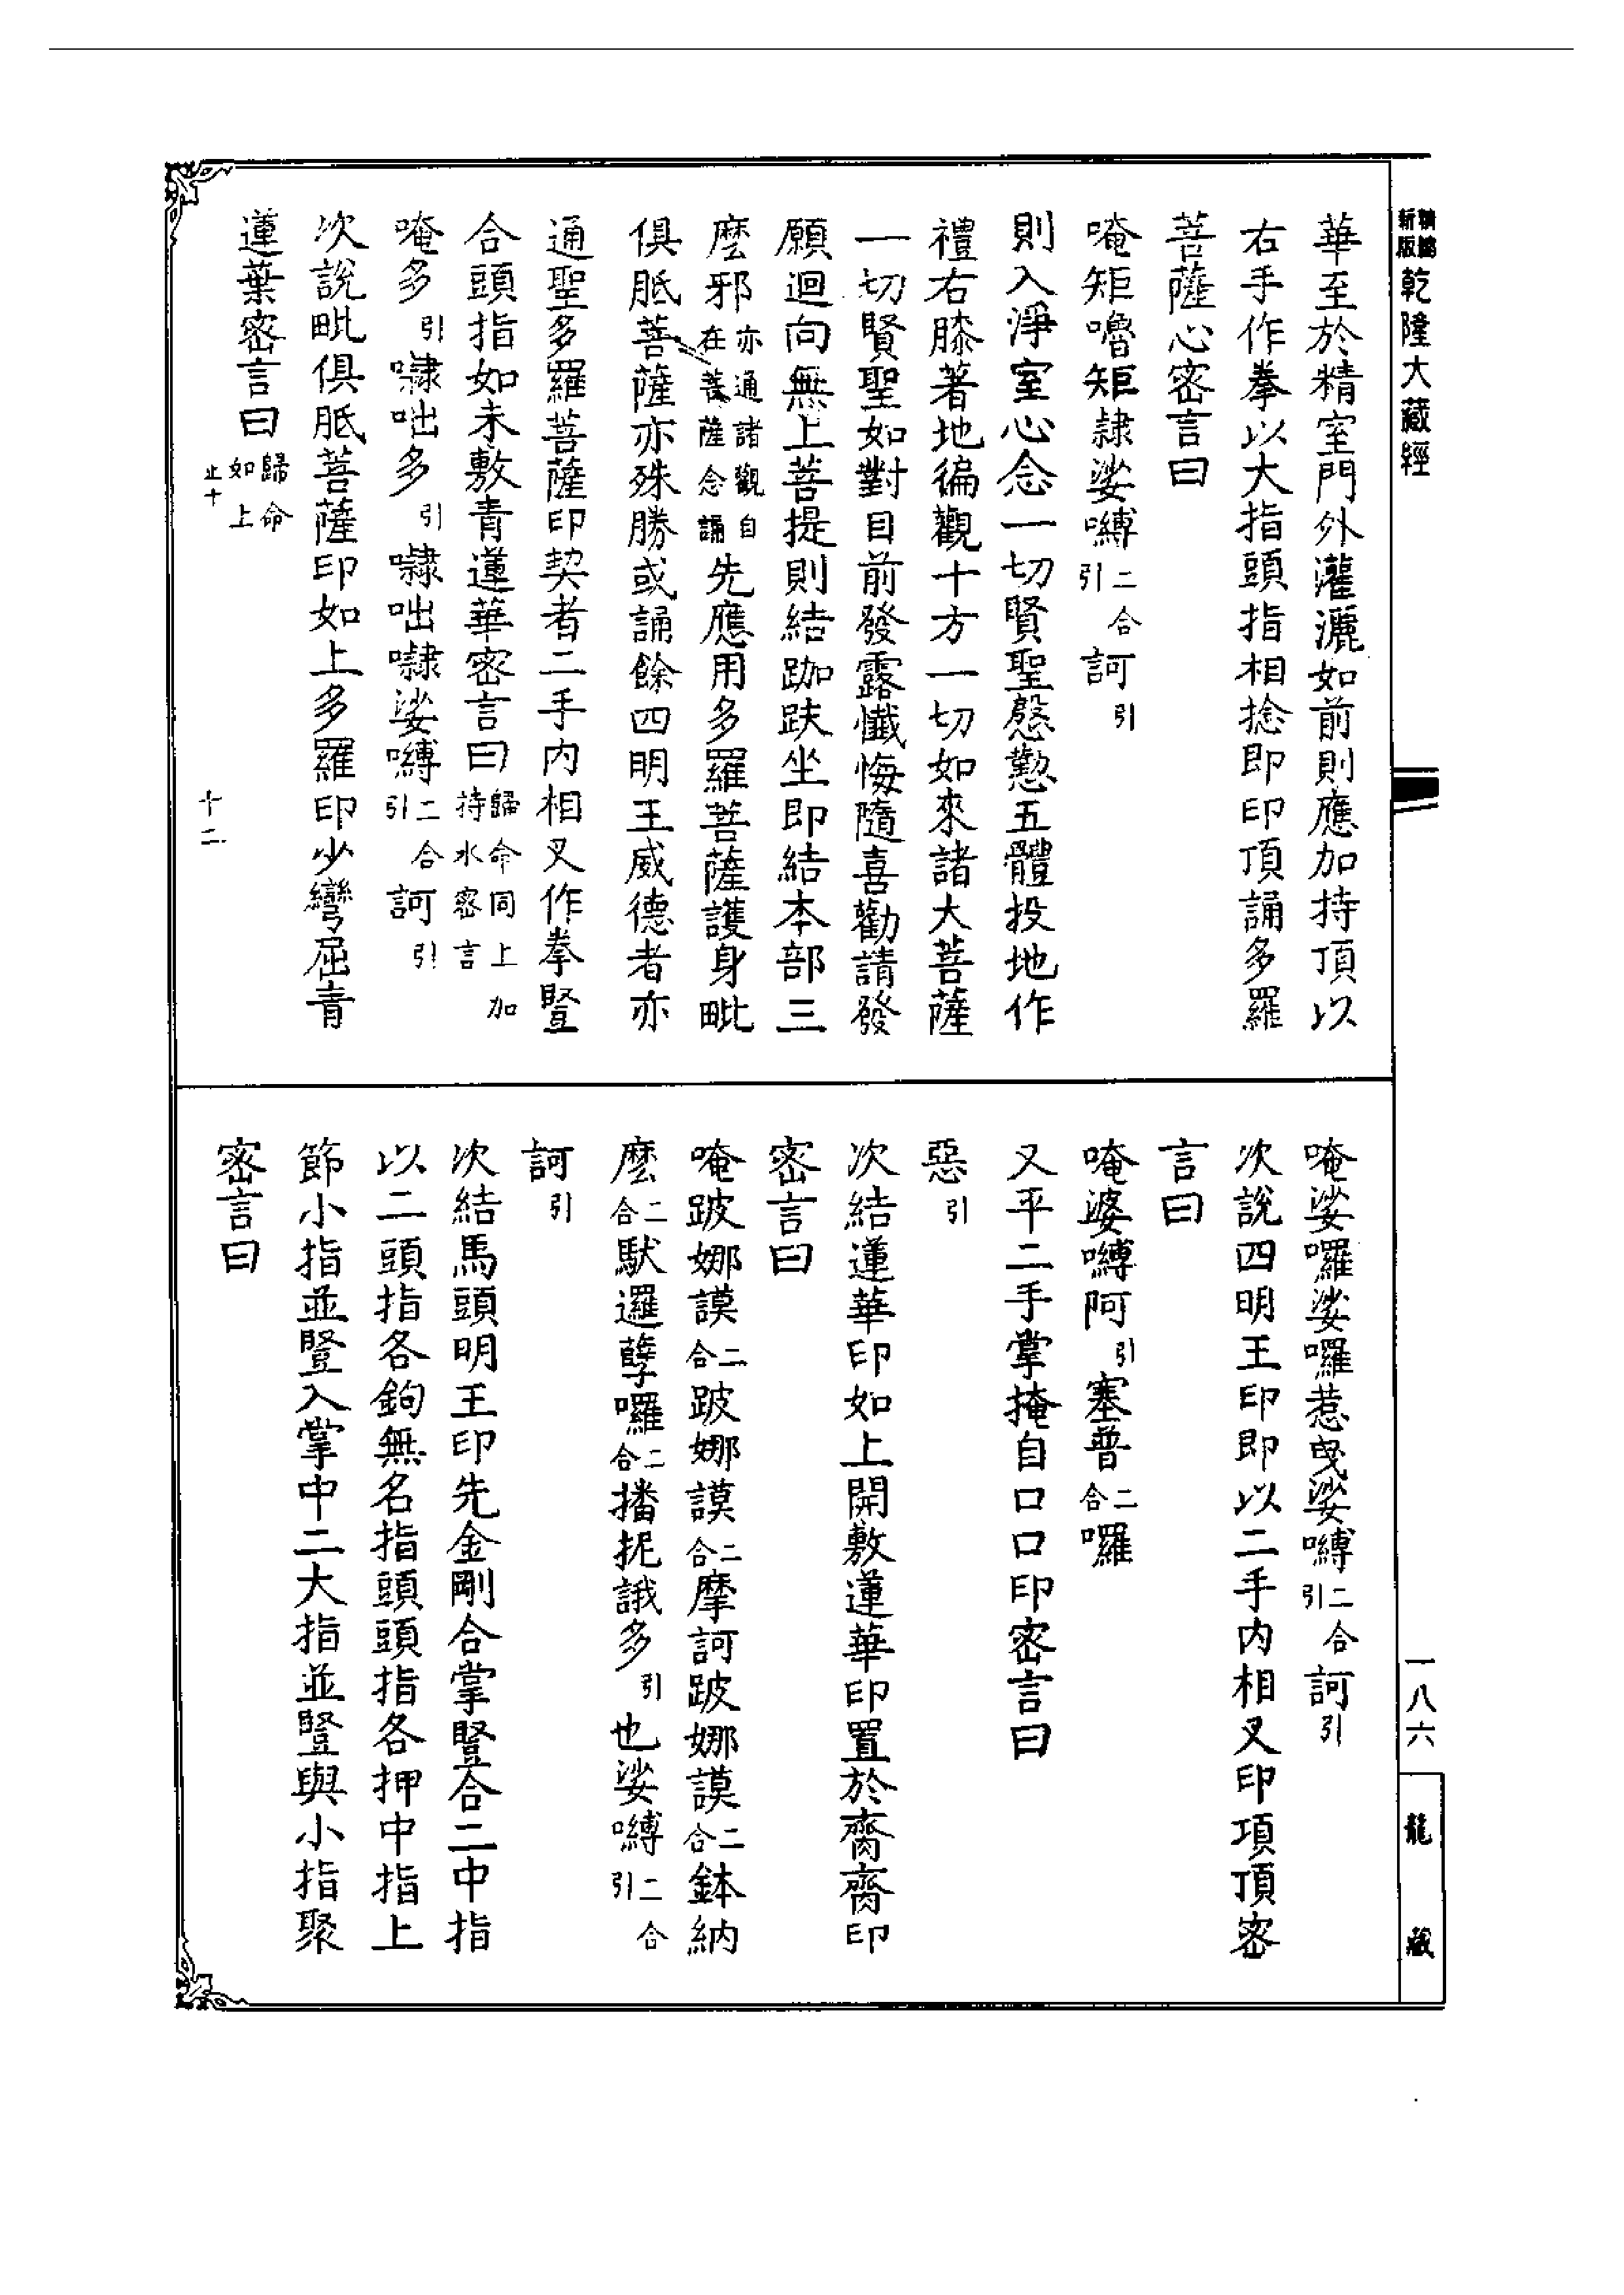 精縮新版乾隆大藏經
華至於精室門外灌灑如前則應加持頂以
右手作拳以大指頭指相捻即印頂誦多羅
菩薩心密言曰
唵矩嚕矩隷娑嚩二合引訶引
則入淨室心念一切賢聖慇懃五體投地作
禮右膝著地徧觀十方一切如來諸大菩薩
一切賢聖如對目前發露懺悔隨喜勸請發
願迴向無上菩提則結跏趺坐即結本部三
麼邪亦通諸觀自在菩薩念誦先應用多羅菩薩護身毗
俱胝菩薩亦殊勝或誦餘四明王威德者亦
通聖多羅菩薩印契者二手內相叉作拳豎
合頭指如未敷青蓮華密言曰歸命同上加持水密言
唵多引㘑咄多引㘑咄㘑娑嚩二合引訶引
次說毗俱胝菩薩印如上多羅印少彎屈青
蓮葉密言曰歸命如上
止十
十二
唵娑囉娑囉惹曳娑嚩二合引訶引
次說四明王印即以二手內相叉印項頂密
言曰
唵婆嚩阿引塞普二合囉
又平二手掌掩自口口印密言曰
惡引
次結蓮華印如上開敷蓮華印置於齎齎印
密言曰
唵跛娜謨二合跛娜謨二合摩訶跛娜謨二合鉢納
麼二合馱邏孽囉二合播抳誐多引也娑嚩二合引
訶引
次結馬頭明王印先金剛合掌豎合二中指
以二頭指各鉤無名指頭頭指各押中指上
節小指並豎入掌中二大指並豎與小指聚
密言曰
一八六
龍藏